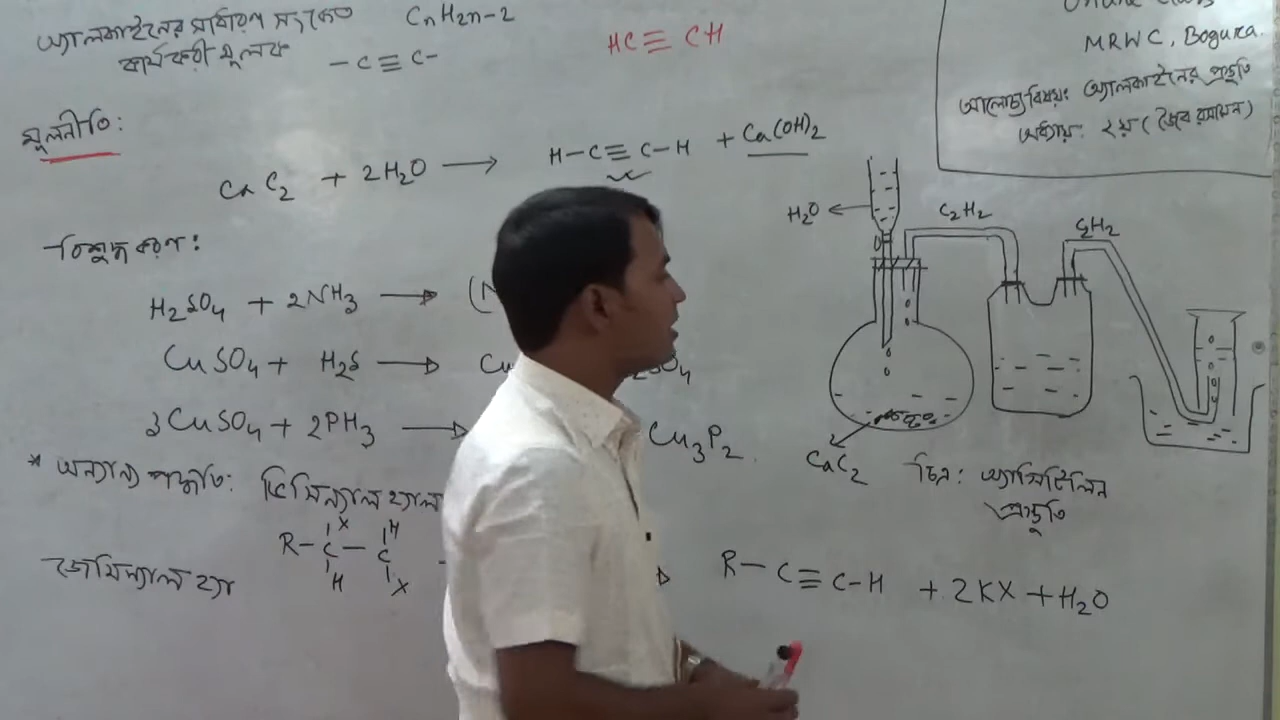 অ্যালকাইনের সাধারণ সংকেত CnH2n-2
কার্যকরী মূলক -C≡C-
HC≡CH
MRWC, Bogura.
আলোচ্য বিষয়: অ্যালকাইনের প্রস্তুতি
অধ্যায়: ২য় (জৈব রসায়ন)
মূলনীতি:
CaC2 + 2H2O → H-C≡C-H + Ca(OH)2
বিশুদ্ধকরণ:
H2SO4 + 2NH3 → (N
CuSO4 + H2S → Cu
SO4
3CuSO4 + 2PH3 → Cu3P2.
* অন্যান্য পদ্ধতি: ভিসিন্যাল হ্যাল
জেমিন্যাল হ্যা
R-C-C
X H
H X
R-C≡C-H + 2KX + H2O
H2O
C2H2
C2H2
CaC2
চিত্র: অ্যাসিটিলিন
প্রস্তুতি